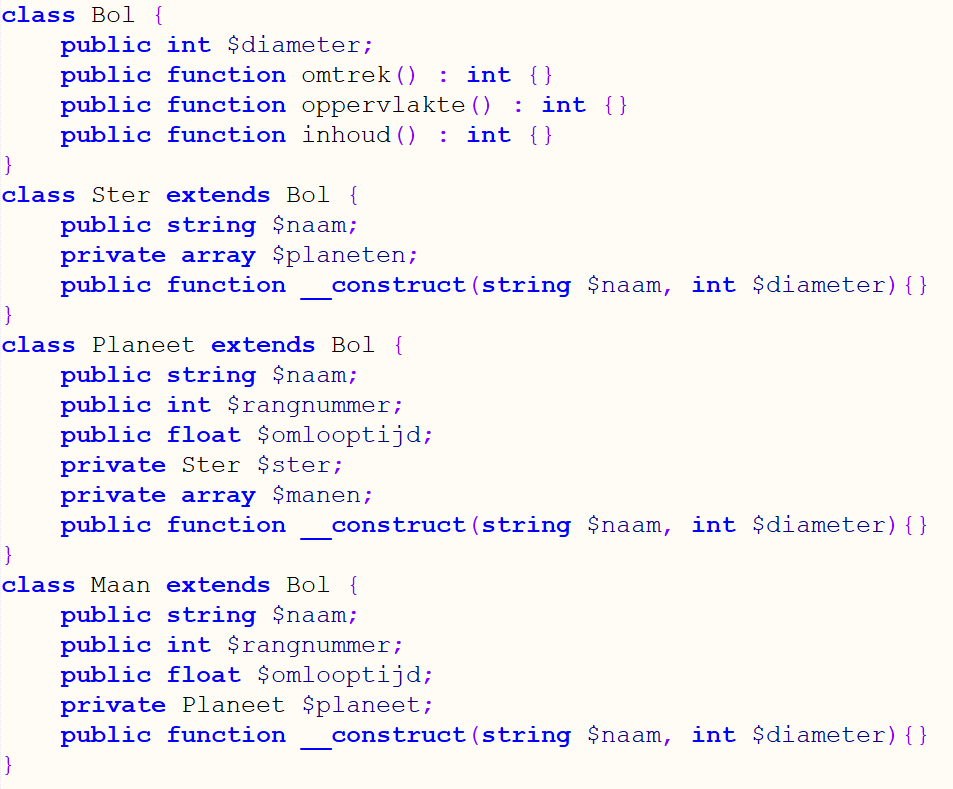 class Bol {
    public int $diameter;
    public function omtrek() : int {}
    public function oppervlakte() : int {}
    public function inhoud() : int {}
}
class Ster extends Bol {
    public string $naam;
    private array $planeten;
    public function __construct(string $naam, int $diameter){}
}
class Planeet extends Bol {
    public string $naam;
    public int $rangnummer;
    public float $omlooptijd;
    private Ster $ster;
    private array $manen;
    public function __construct(string $naam, int $diameter){}
}
class Maan extends Bol {
    public string $naam;
    public int $rangnummer;
    public float $omlooptijd;
    private Planeet $planeet;
    public function __construct(string $naam, int $diameter){}
}